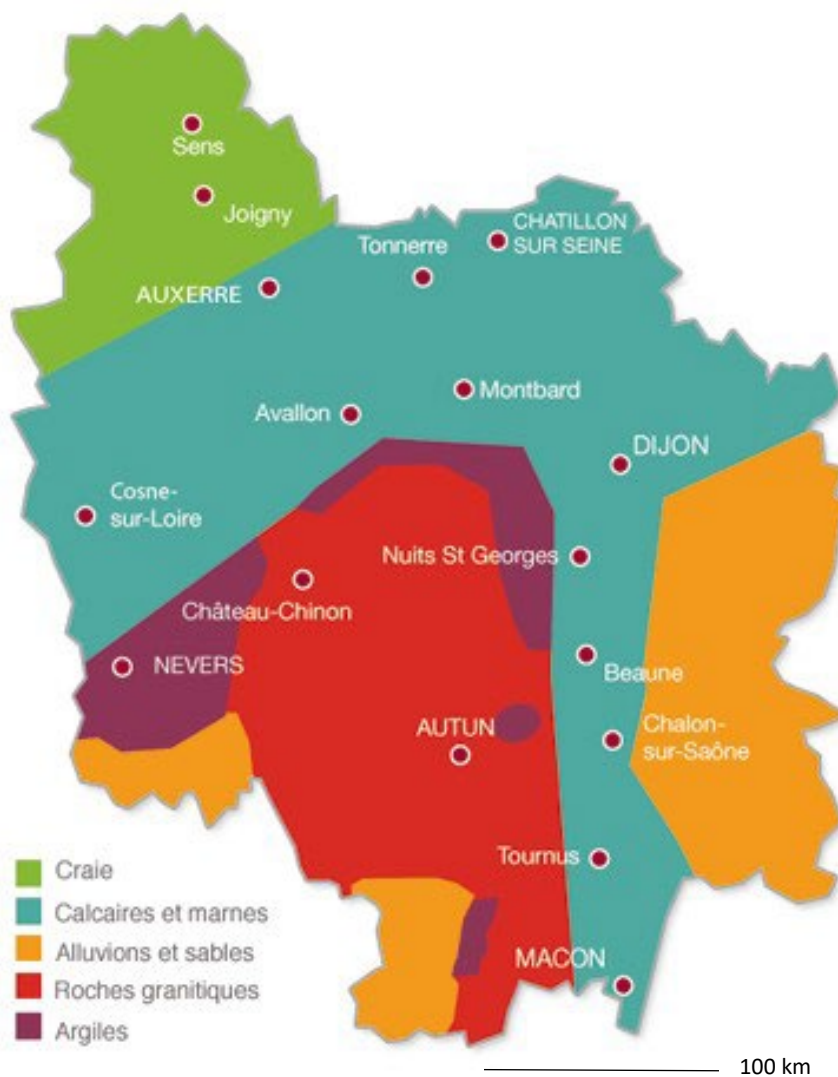 Sens
Joigny
CHATILLON
SUR SEINE
Tonnerre
AUXERRE
Montbard
Avallon
DIJON
Cosne-
sur-Loire
Nuits St Georges
Château-Chinon
NEVERS
Beaune
Chalon-
sur-Saône
AUTUN
Tournus
MACON
Craie
Calcaires et marnes
Alluvions et sables
Roches granitiques
Argiles
100 km